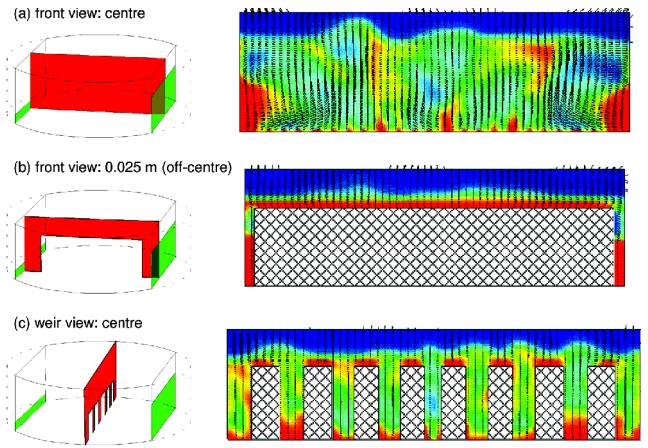 (a) front view: centre
(b) front view: 0.025 m (off-centre)
(c) weir view: centre